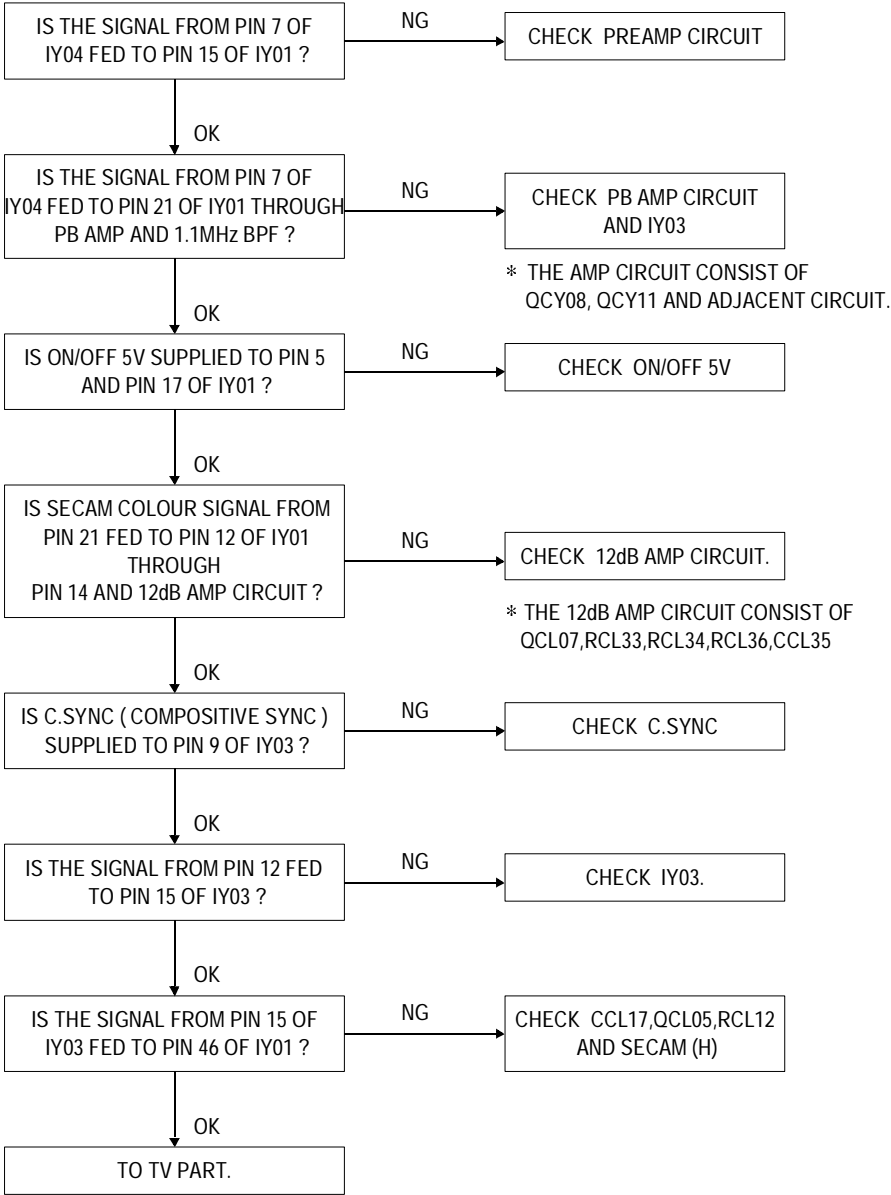 IS THE SIGNAL FROM PIN 7 OF
IY04 FED TO PIN 15 OF IY01 ?
NG
CHECK PREAMP CIRCUIT
OK
IS THE SIGNAL FROM PIN 7 OF
IY04 FED TO PIN 21 OF IY01 THROUGH
PB AMP AND 1.1MHz BPF ?
NG
CHECK PB AMP CIRCUIT
AND IY03
* THE AMP CIRCUIT CONSIST OF
QCY08, QCY11 AND ADJACENT CIRCUIT.
OK
IS ON/OFF 5V SUPPLIED TO PIN 5
AND PIN 17 OF IY01 ?
NG
CHECK ON/OFF 5V
OK
IS SECAM COLOUR SIGNAL FROM
PIN 21 FED TO PIN 12 OF IY01
THROUGH
PIN 14 AND 12dB AMP CIRCUIT ?
NG
CHECK 12dB AMP CIRCUIT.
* THE 12dB AMP CIRCUIT CONSIST OF
QCL07,RCL33,RCL34,RCL36,CCL35
OK
IS C.SYNC ( COMPOSITIVE SYNC )
SUPPLIED TO PIN 9 OF IY03 ?
NG
CHECK C.SYNC
OK
IS THE SIGNAL FROM PIN 12 FED
TO PIN 15 OF IY03 ?
NG
CHECK IY03.
OK
IS THE SIGNAL FROM PIN 15 OF
IY03 FED TO PIN 46 OF IY01 ?
NG
CHECK CCL17,QCL05,RCL12
AND SECAM (H)
OK
TO TV PART.